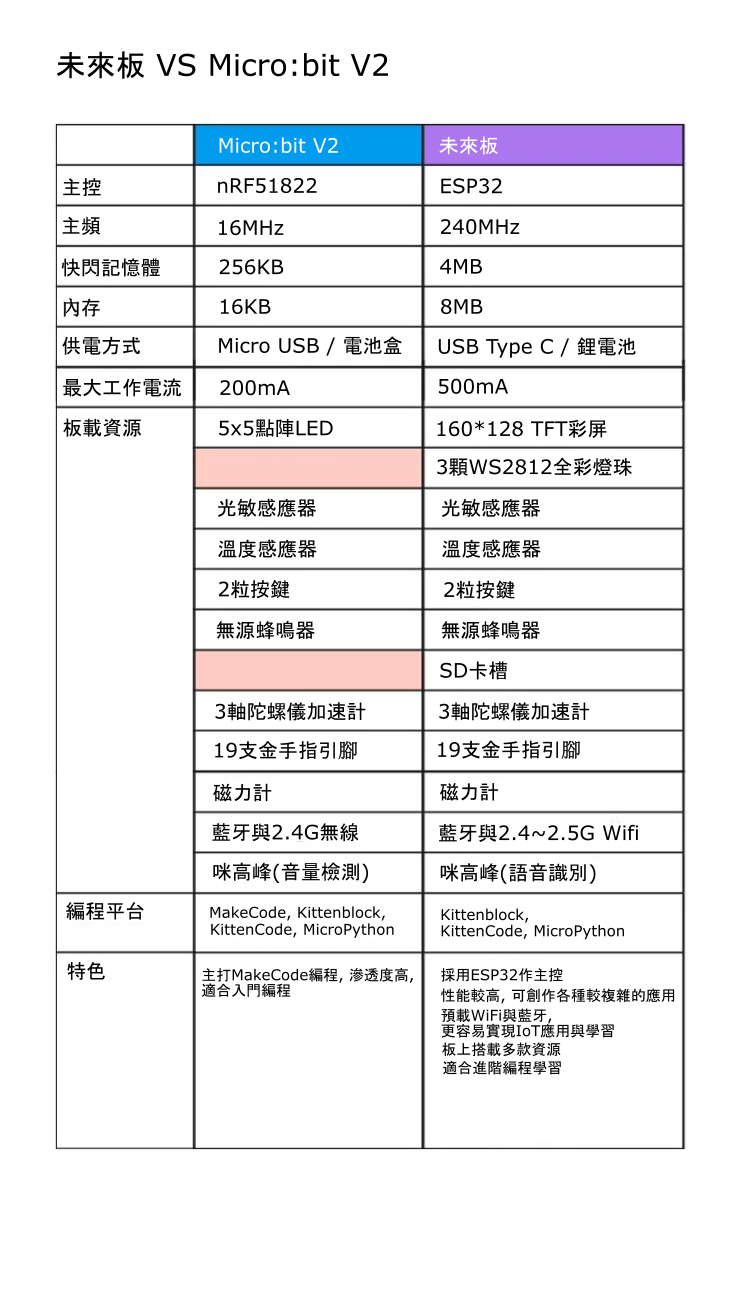 未來板 VS Micro:bit V2
Micro:bit V2 未來板
主控 nRF51822 ESP32
主頻 16MHz 240MHz
快閃記憶體 256KB 4MB
內存 16KB 8MB
供電方式 Micro USB / 電池盒 USB Type C / 鋰電池
最大工作電流 200mA 500mA
板載資源 5x5點陣LED 160*128 TFT彩屏
3顆WS2812全彩燈珠
光敏感應器 光敏感應器
溫度感應器 溫度感應器
2粒按鍵 2粒按鍵
無源蜂鳴器 無源蜂鳴器
SD卡槽
3軸陀螺儀加速計 3軸陀螺儀加速計
19支金手指引腳 19支金手指引腳
磁力計 磁力計
藍牙與2.4G無線 藍牙與2.4~2.5G Wifi
咪高峰(音量檢測) 咪高峰(語音識別)
編程平台
MakeCode, Kittenblock,
KittenCode, MicroPython
Kittenblock,
KittenCode, MicroPython
特色
主打MakeCode編程, 滲透度高,
適合入門編程
採用ESP32作主控
性能較高, 可創作各種較複雜的應用
預載WiFi與藍牙,
更容易實現IoT應用與學習
板上搭載多款資源
適合進階編程學習